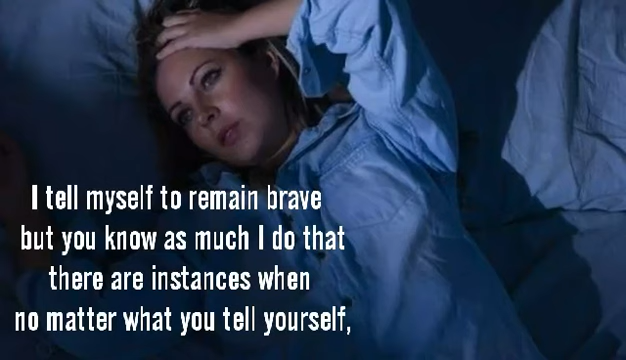 I tell myself to remain brave
but you know as much I do that
there are instances when
no matter what you tell yourself,